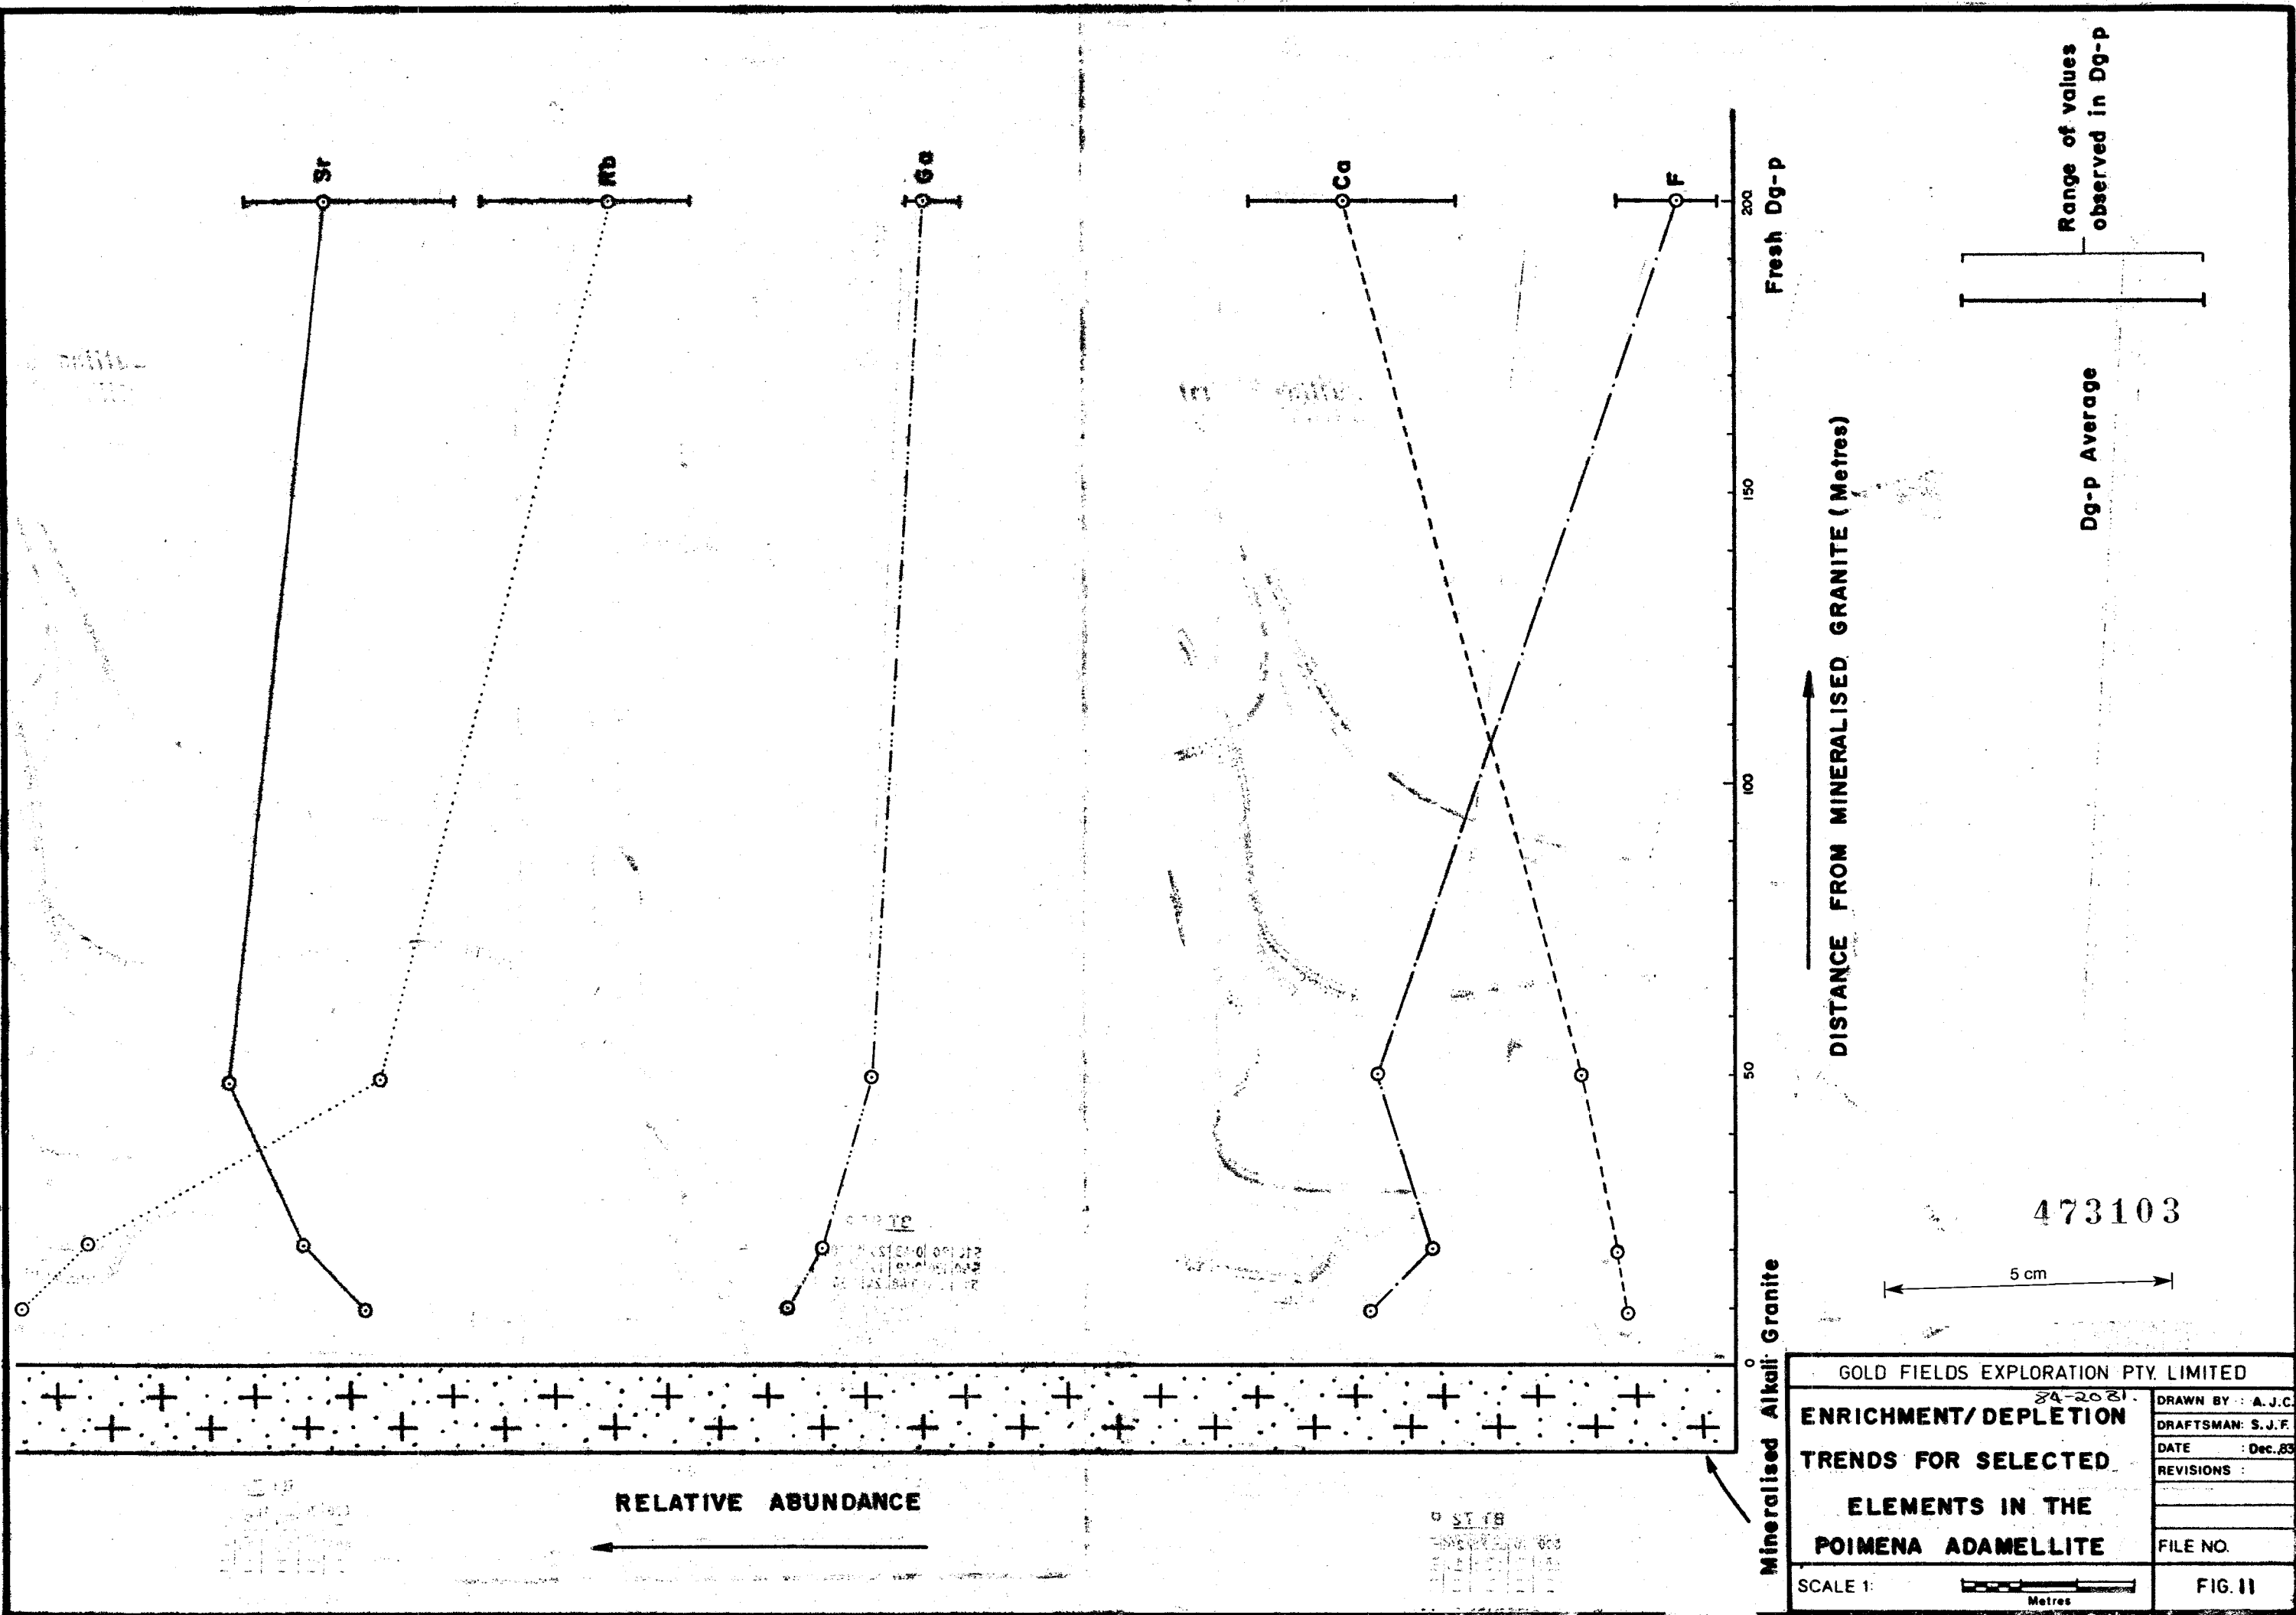 Sr
Rb
Ga
Ca
F
Range of values
observed in Dg-p
Dg-p Average
Fresh Dg-p
200
150
100
50
0
DISTANCE FROM MINERALISED GRANITE (Metres)
Mineralised Alkali Granite
RELATIVE ABUNDANCE
473103
5 cm
GOLD FIELDS EXPLORATION PTY. LIMITED
84-2031.
ENRICHMENT/DEPLETION
TRENDS FOR SELECTED
ELEMENTS IN THE
POIMENA ADAMELLITE
DRAWN BY : A.J.C.
DRAFTSMAN: S.J.F.
DATE : Dec.,83
REVISIONS :
FILE NO.
SCALE 1:
Metres
FIG. 11